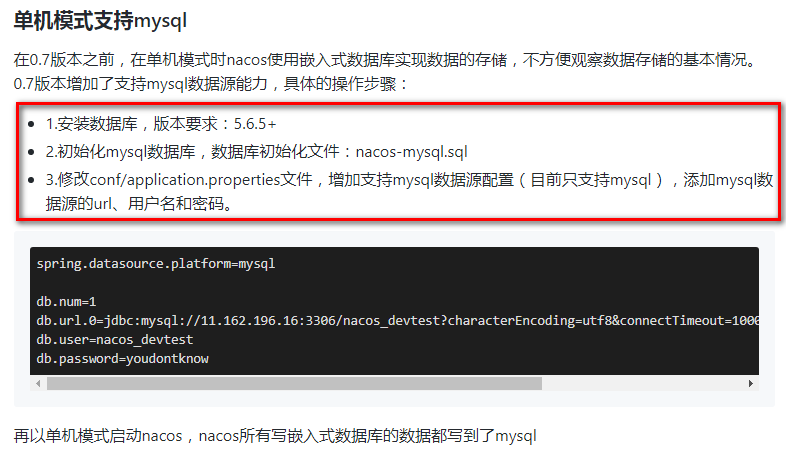 单机模式支持mysql
在0.7版本之前，在单机模式时nacos使用嵌入式数据库实现数据的存储，不方便观察数据存储的基本情况。
0.7版本增加了支持mysql数据源能力，具体的操作步骤：
1.安装数据库，版本要求：5.6.5+
2.初始化mysql数据库，数据库初始化文件：nacos-mysql.sql
3.修改conf/application.properties文件，增加支持mysql数据源配置（目前只支持mysql），添加mysql数
据源的url、用户名和密码。
spring.datasource.platform=mysql
db.num=1
db.url.0=jdbc:mysql://11.162.196.16:3306/nacos_devtest?characterEncoding=utf8&connectTimeout=1000
db.user=nacos_devtest
db.password=youdontknow
再以单机模式启动nacos，nacos所有写嵌入式数据库的数据都写到了mysql